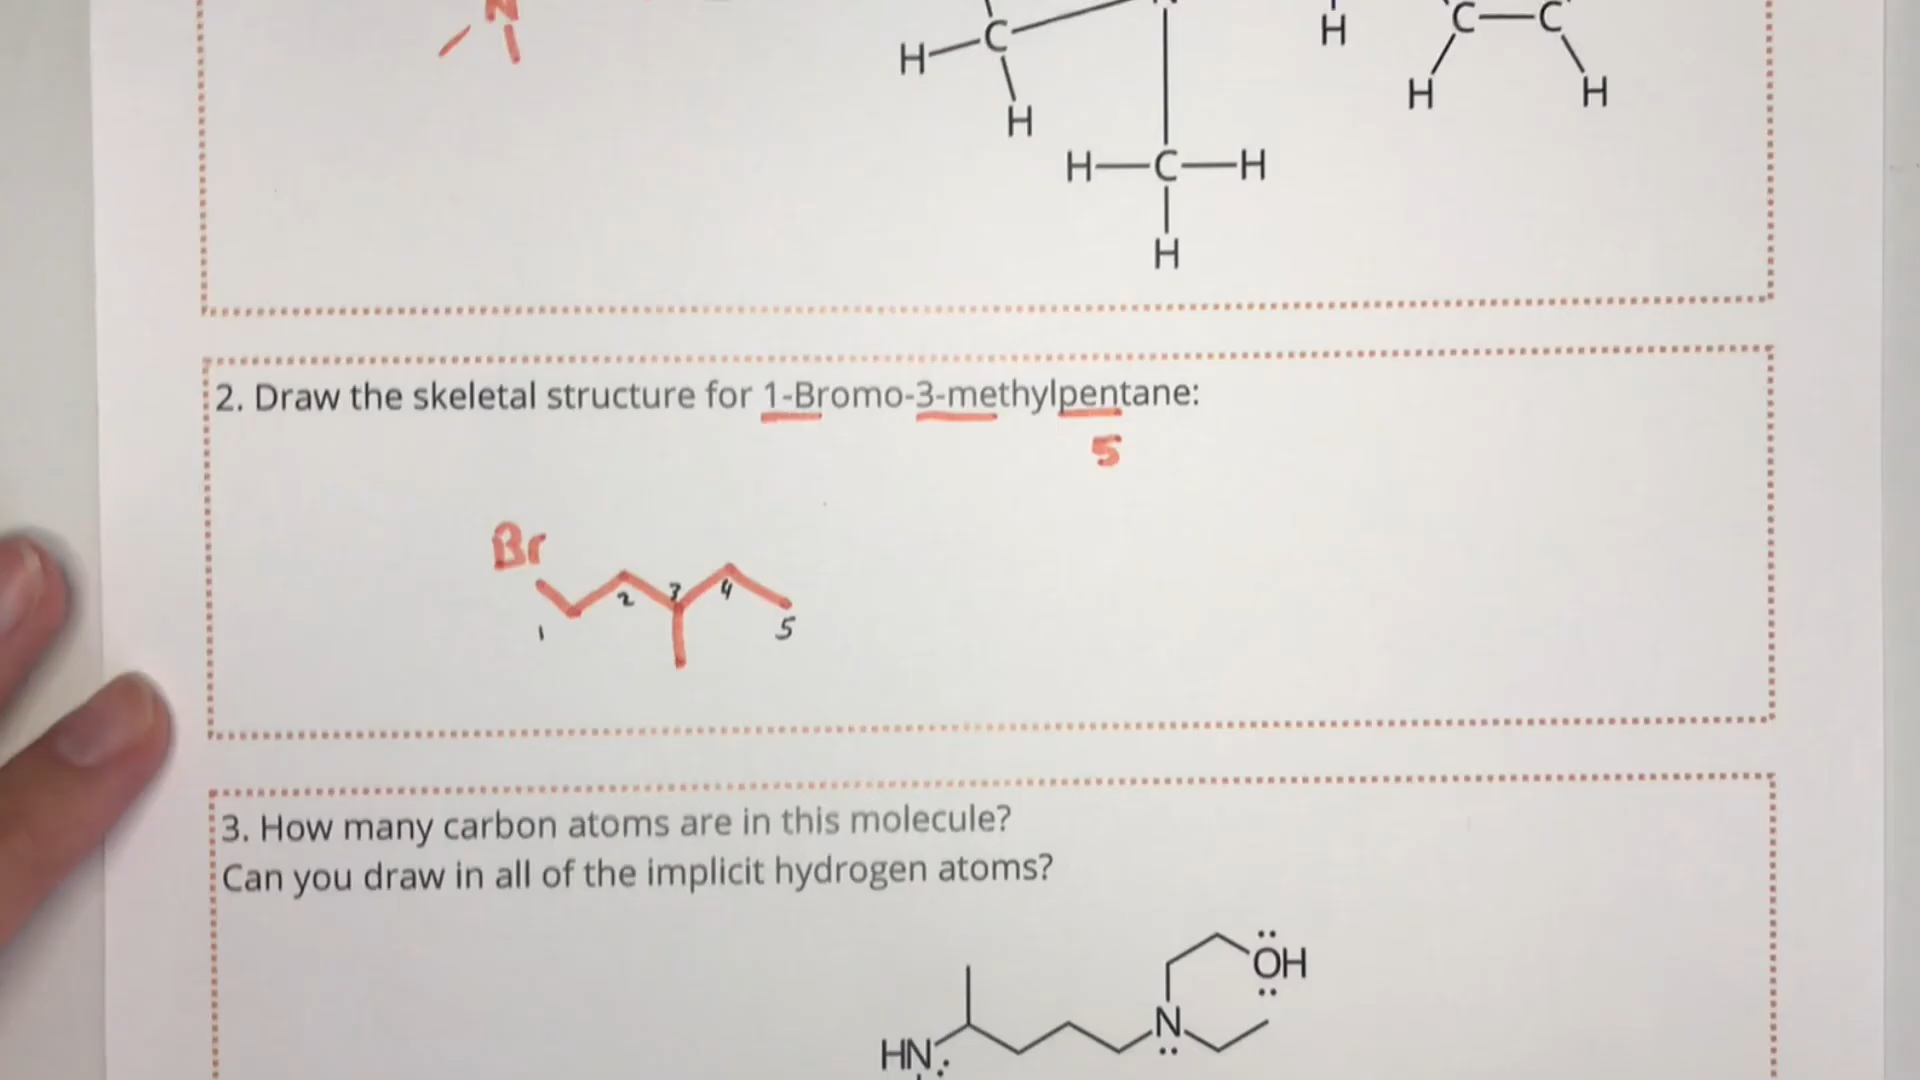 N
H C
H
H C H
H
H
C C
H H
2. Draw the skeletal structure for 1-Bromo-3-methylpentane:
5
Br
1 2 3 4 5
3. How many carbon atoms are in this molecule?
Can you draw in all of the implicit hydrogen atoms?
ÖH
N
HN